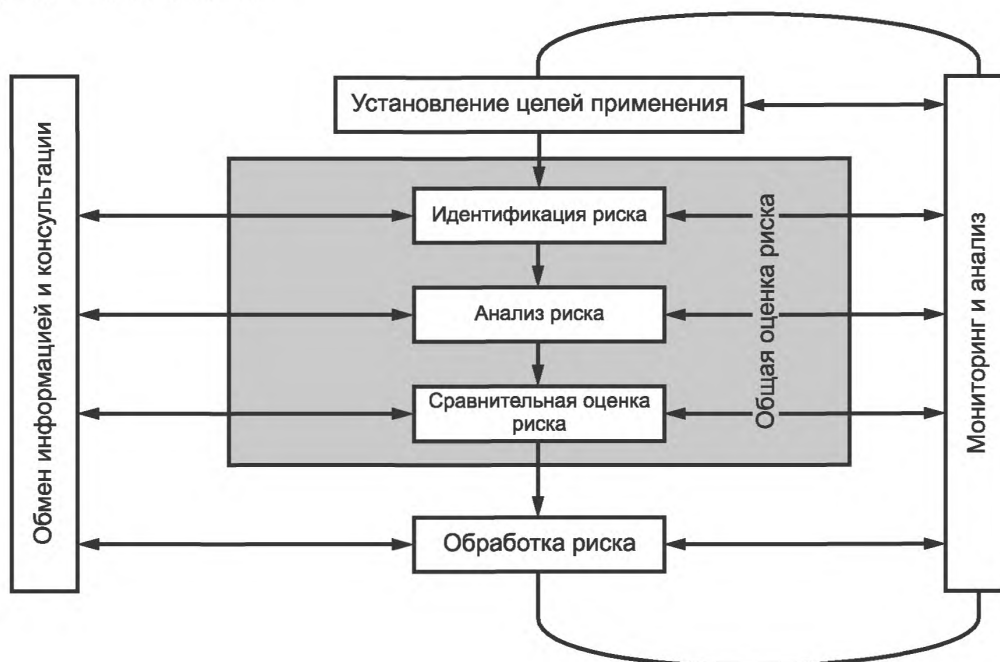 Установление целей применения
Обмен информацией и консультации
Идентификация риска
Анализ риска
Сравнительная оценка
риска
Общая оценка риска
Мониторинг и анализ
Обработка риска